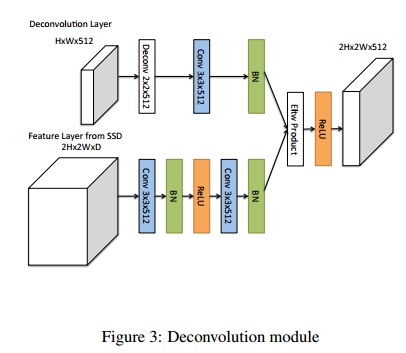 Deconvolution Layer
HxWx512
2Hx2Wx512
Deconv 2x2x512
Conv 3x3x512
BN
Eltw Product
ReLU
Feature Layer from SSD
2Hx2WxD
Conv 3x3x512
BN
ReLU
Conv 3x3x512
BN
Figure 3: Deconvolution module